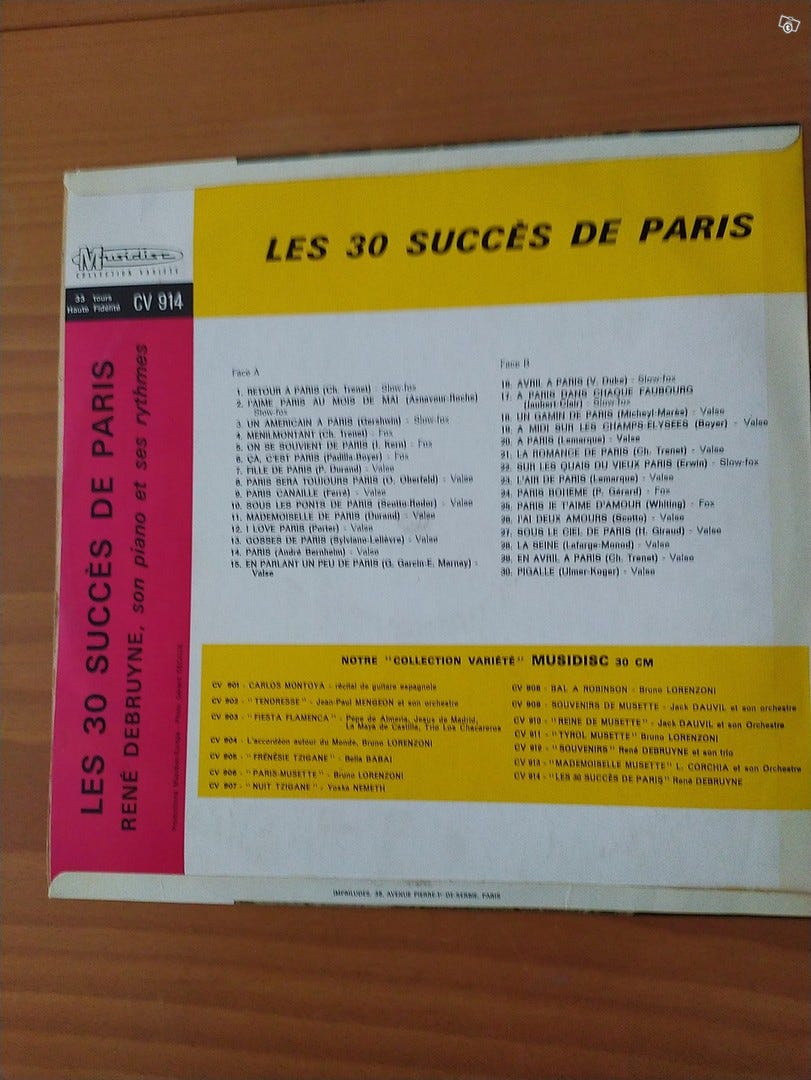 LES 30 SUCCÈS DE PARIS
Musidisc
COLLECTION VARIÉTÉ
33 tours
Haute Fidélité
CV 914
LES 30 SUCCÈS DE PARIS
RENÉ DEBRUYNE, son piano et ses rythmes
Face A
1. RETOUR A PARIS (Ch. Trenet) - Slow-fox
2. J'AIME PARIS AU MOIS DE MAI (Aznavour-Roche)
Slow-fox
3. UN AMERICAIN A PARIS (Gershwin) - Slow-fox
4. MENILMONTANT (Ch. Trenet) - Fox
5. ON SE SOUVIENT DE PARIS (J. Kern) - Fox
6. ÇA, C'EST PARIS (Padilla-Boyer) - Fox
7. FILLE DE PARIS (P. Durand) - Valse
8. PARIS SERA TOUJOURS PARIS (O. Oberfeld) - Valse
9. PARIS CANAILLE (Ferré) - Valse
10. SOUS LES PONTS DE PARIS (Scotto-Rodor) - Valse
11. MADEMOISELLE DE PARIS (Durand) - Valse
12. I LOVE PARIS (Porter) - Valse
13. GOSSES DE PARIS (Sylviano-Lelièvre) - Valse
14. PARIS (André Bernheim) - Valse
15. EN PARLANT UN PEU DE PARIS (G. Garcin-E. Marnay) -
Valse
Face B
16. AVRIL A PARIS (V. Duke) - Slow-fox
17. A PARIS DANS CHAQUE FAUBOURG
(Jaubert-Clair) - Slow-fox
18. UN GAMIN DE PARIS (Micheyl-Marès) - Valse
19. A MIDI SUR LES CHAMPS-ELYSEES (Boyer) - Valse
20. A PARIS (Lemarque) - Valse
21. LA ROMANCE DE PARIS (Ch. Trenet) - Valse
22. SUR LES QUAIS DU VIEUX PARIS (Erwin) - Slow-fox
23. L'AIR DE PARIS (Lemarque) - Valse
24. PARIS BOHEME (P. Gérard) - Fox
25. PARIS JE T'AIME D'AMOUR (Whiting) - Fox
26. J'AI DEUX AMOURS (Scotto) - Valse
27. SOUS LE CIEL DE PARIS (H. Giraud) - Valse
28. LA SEINE (Lafarge-Monod) - Valse
29. EN AVRIL A PARIS (Ch. Trenet) - Valse
30. PIGALLE (Ulmer-Koger) - Valse
NOTRE "COLLECTION VARIÉTÉ" MUSIDISC 30 CM
CV 901 - CARLOS MONTOYA - récital de guitare espagnole
CV 902 - "TENDRESSE" - Jean-Paul MENGEON et son orchestre
CV 903 - "FIESTA FLAMENCA" - Pepe de Almeria, Jesus de Madrid,
La Maya de Castilla, Trio Los Chacareros
CV 904 - L'accordéon autour du Monde, Bruno LORENZONI
CV 905 - "FRÉNÉSIE TZIGANE" - Bella BABAI
CV 906 - "PARIS-MUSETTE" - Bruno LORENZONI
CV 907 - "NUIT TZIGANE" - Yoska NEMETH
CV 908 - BAL A ROBINSON - Bruno LORENZONI
CV 909 - SOUVENIRS DE MUSETTE - Jack DAUVIL et son orchestre
CV 910 - "REINE DE MUSETTE" - Jack DAUVIL et son Orchestre
CV 911 - "TYROL MUSETTE" Bruno LORENZONI
CV 912 - "SOUVENIRS" René DEBRUYNE et son trio
CV 913 - "MADEMOISELLE MUSETTE" L. CORCHIA et son Orchestre
CV 914 - "LES 30 SUCCÈS DE PARIS" René DEBRUYNE